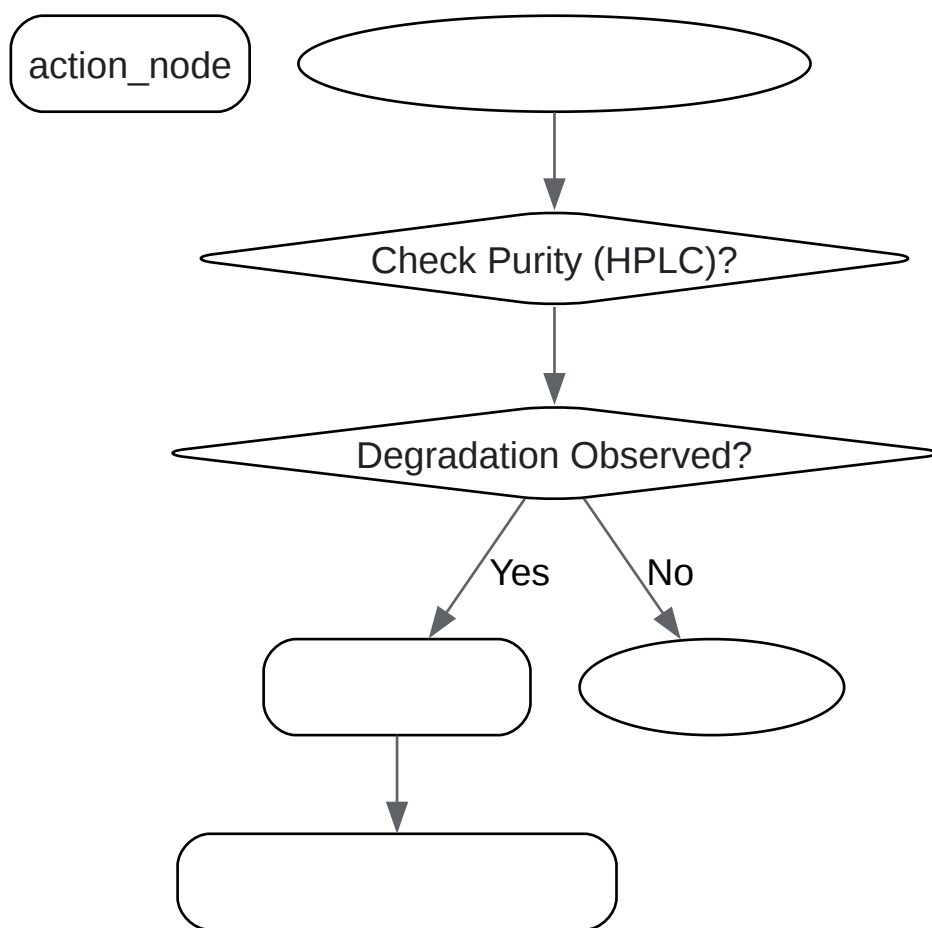 action_node
Check Purity (HPLC)?
Degradation Observed?
Yes
No